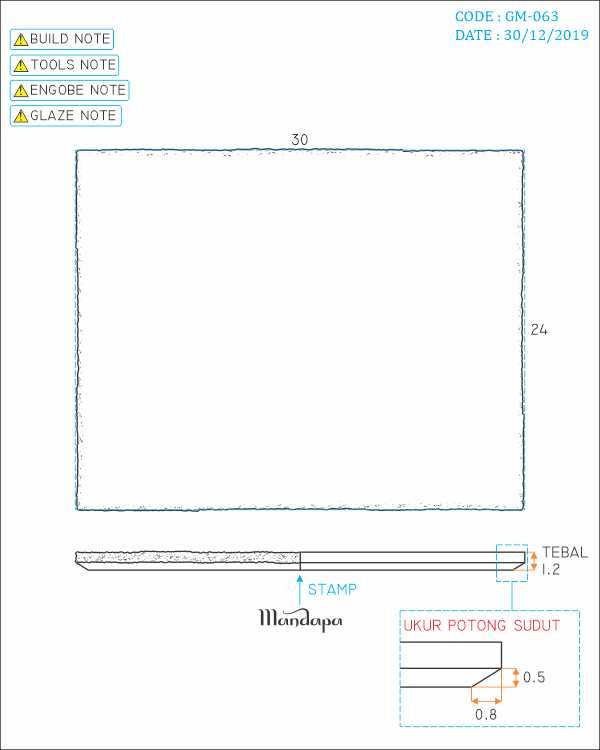 CODE : GM-063
DATE : 30/12/2019
BUILD NOTE
TOOLS NOTE
ENGOBE NOTE
GLAZE NOTE
30
24
TEBAL
1.2
STAMP
Mandapa
UKUR POTONG SUDUT
0.5
0.8